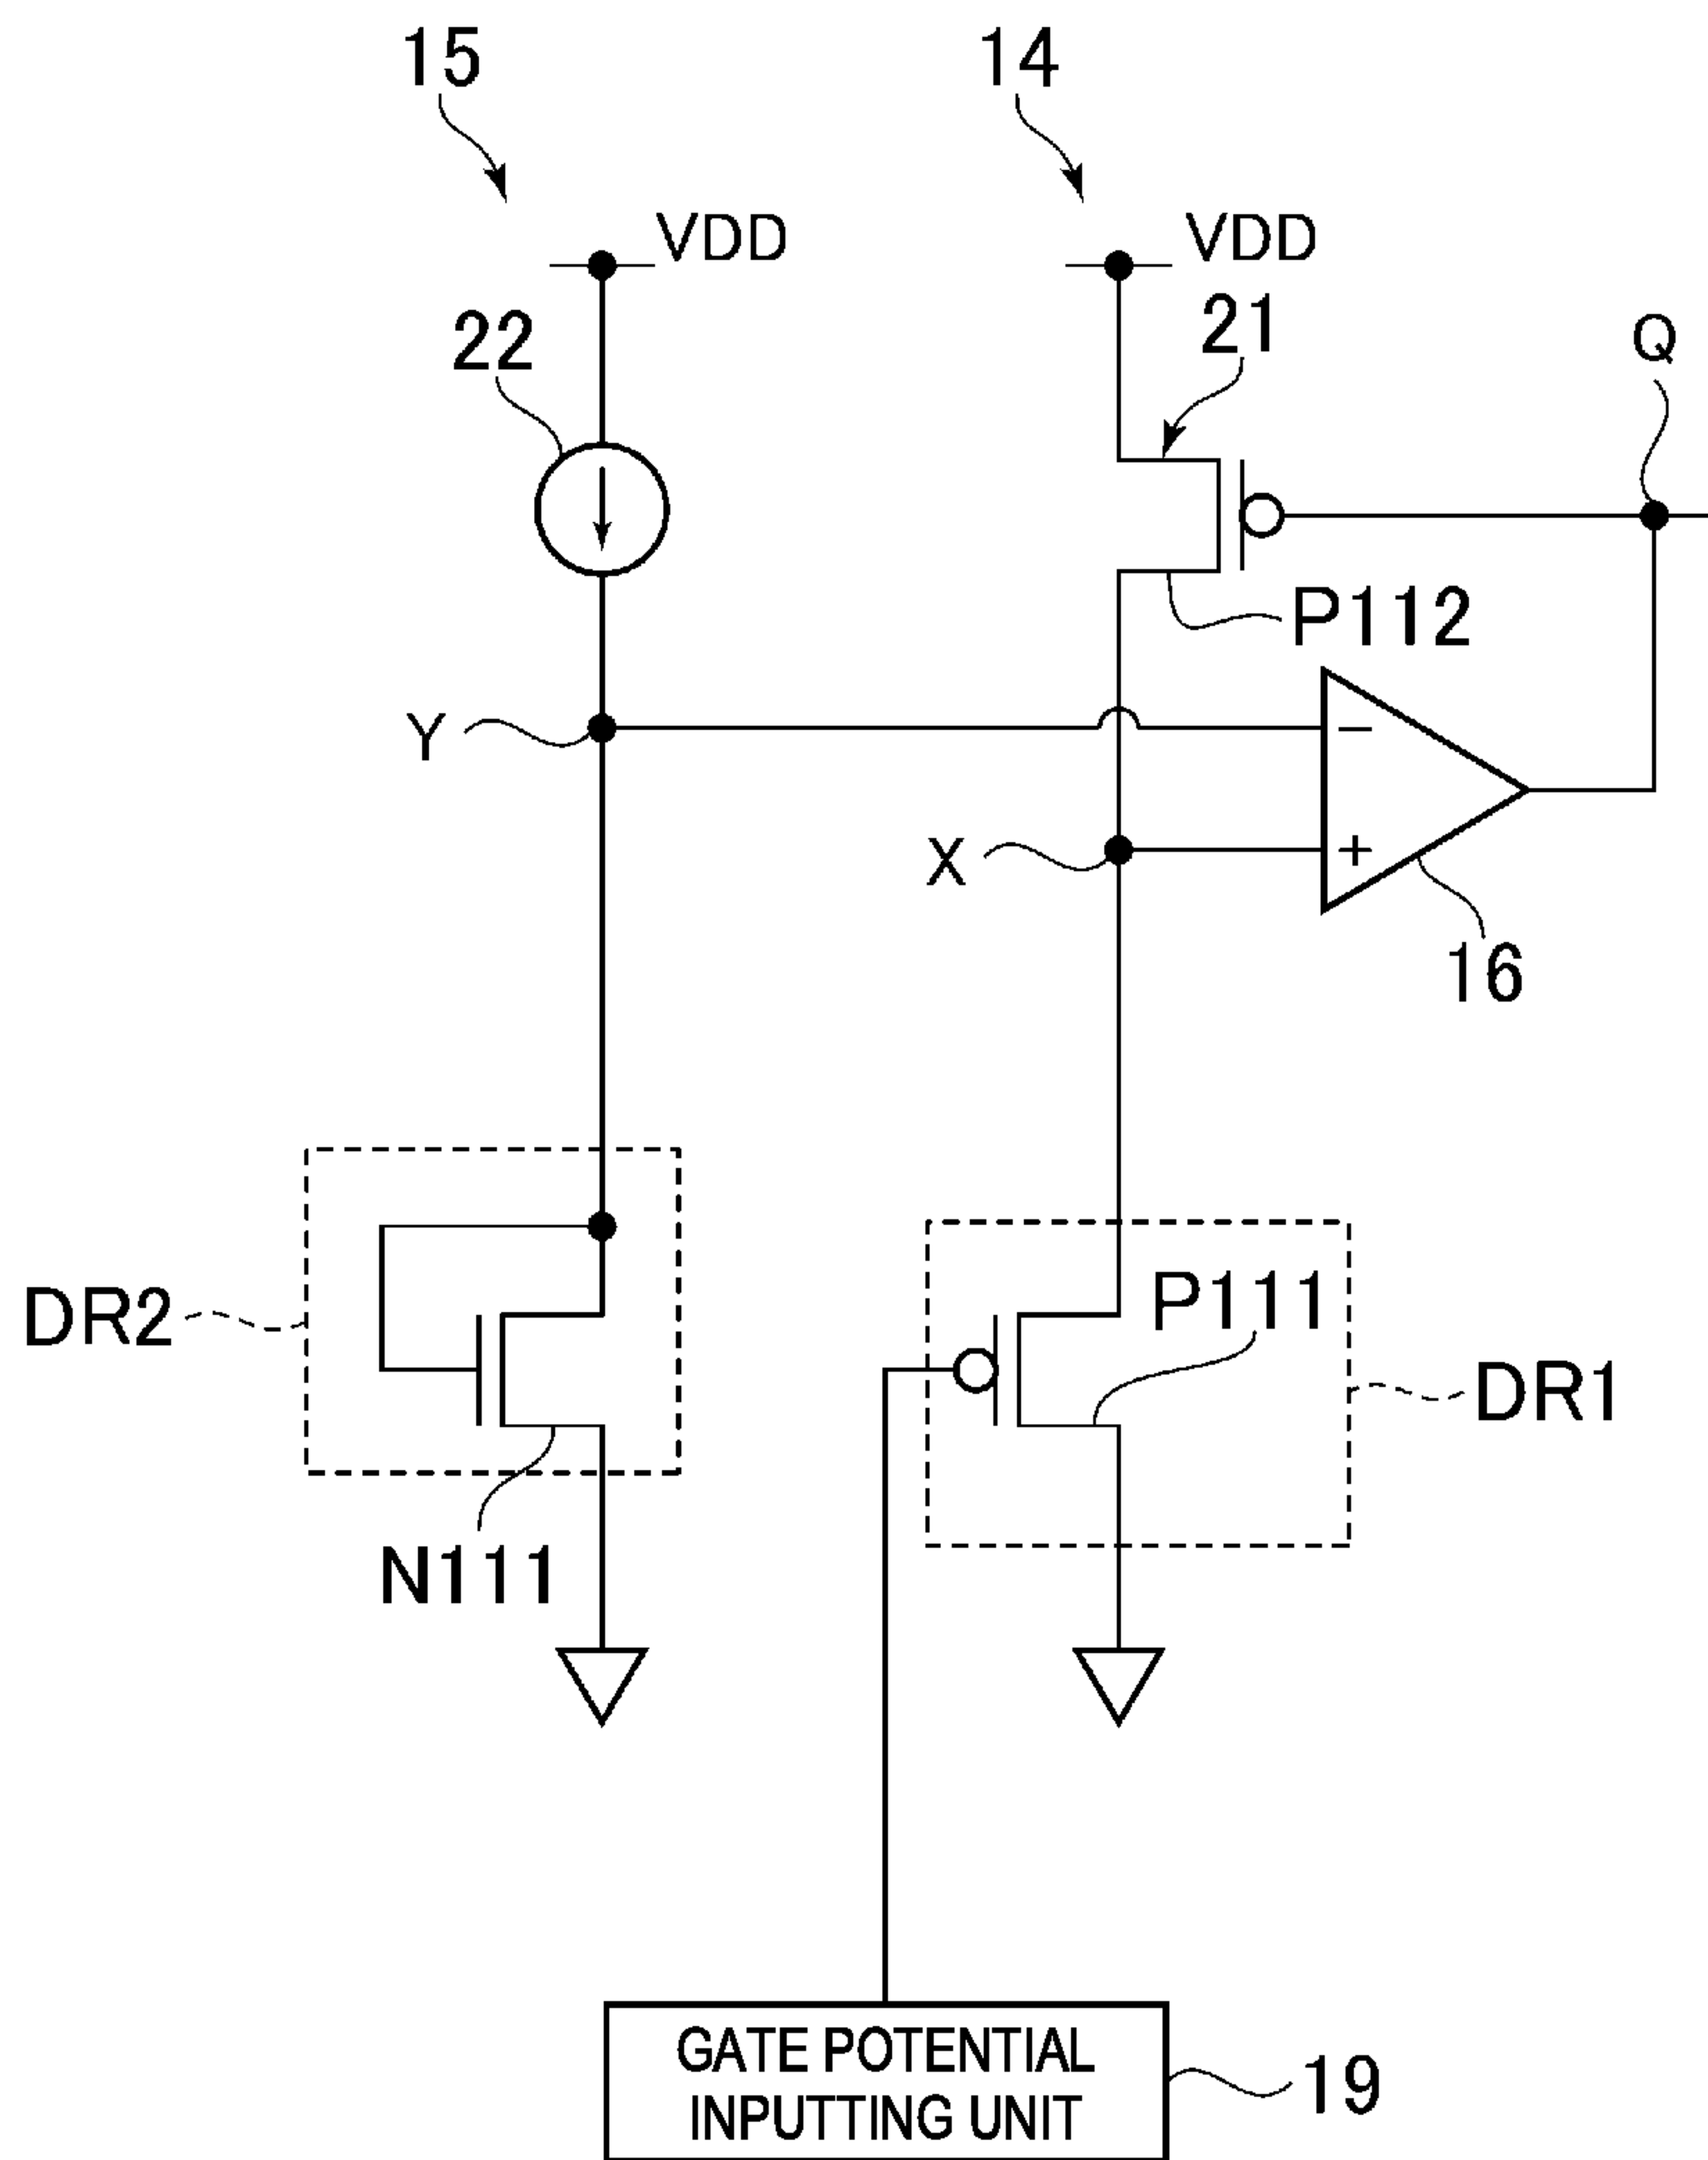 15
14
VDD
VDD
22
21
Q
P112
Y
−
X
+
16
DR2
P111
DR1
N111
GATE POTENTIAL
INPUTTING UNIT
19